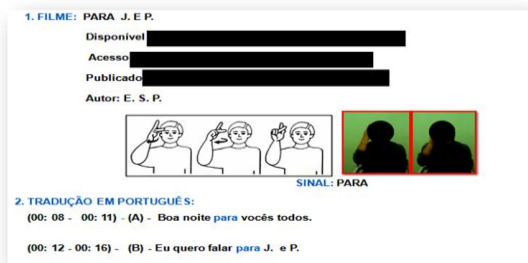 1. FILME: PARA J. E P.
Disponível
Acesso
Publicado
Autor: E. S. P.
SINAL: PARA
2. TRADUÇÃO EM PORTUGUÊS:
(00: 08 - 00: 11) - (A) - Boa noite para vocês todos.
(00: 12 - 00: 16) - (B) - Eu quero falar para J. e P.